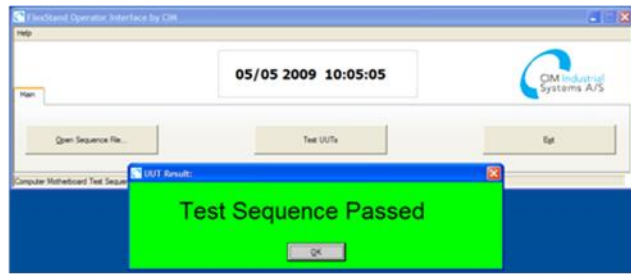 FlexStand Operator Interface by CIM
Help
05/05 2009 10:05:05
CIM Industrial
Systems A/S
Main
Open Sequence File...
Test UUTs
Exit
Computer Motherboard Test Sequen
UUT Result:
Test Sequence Passed
OK